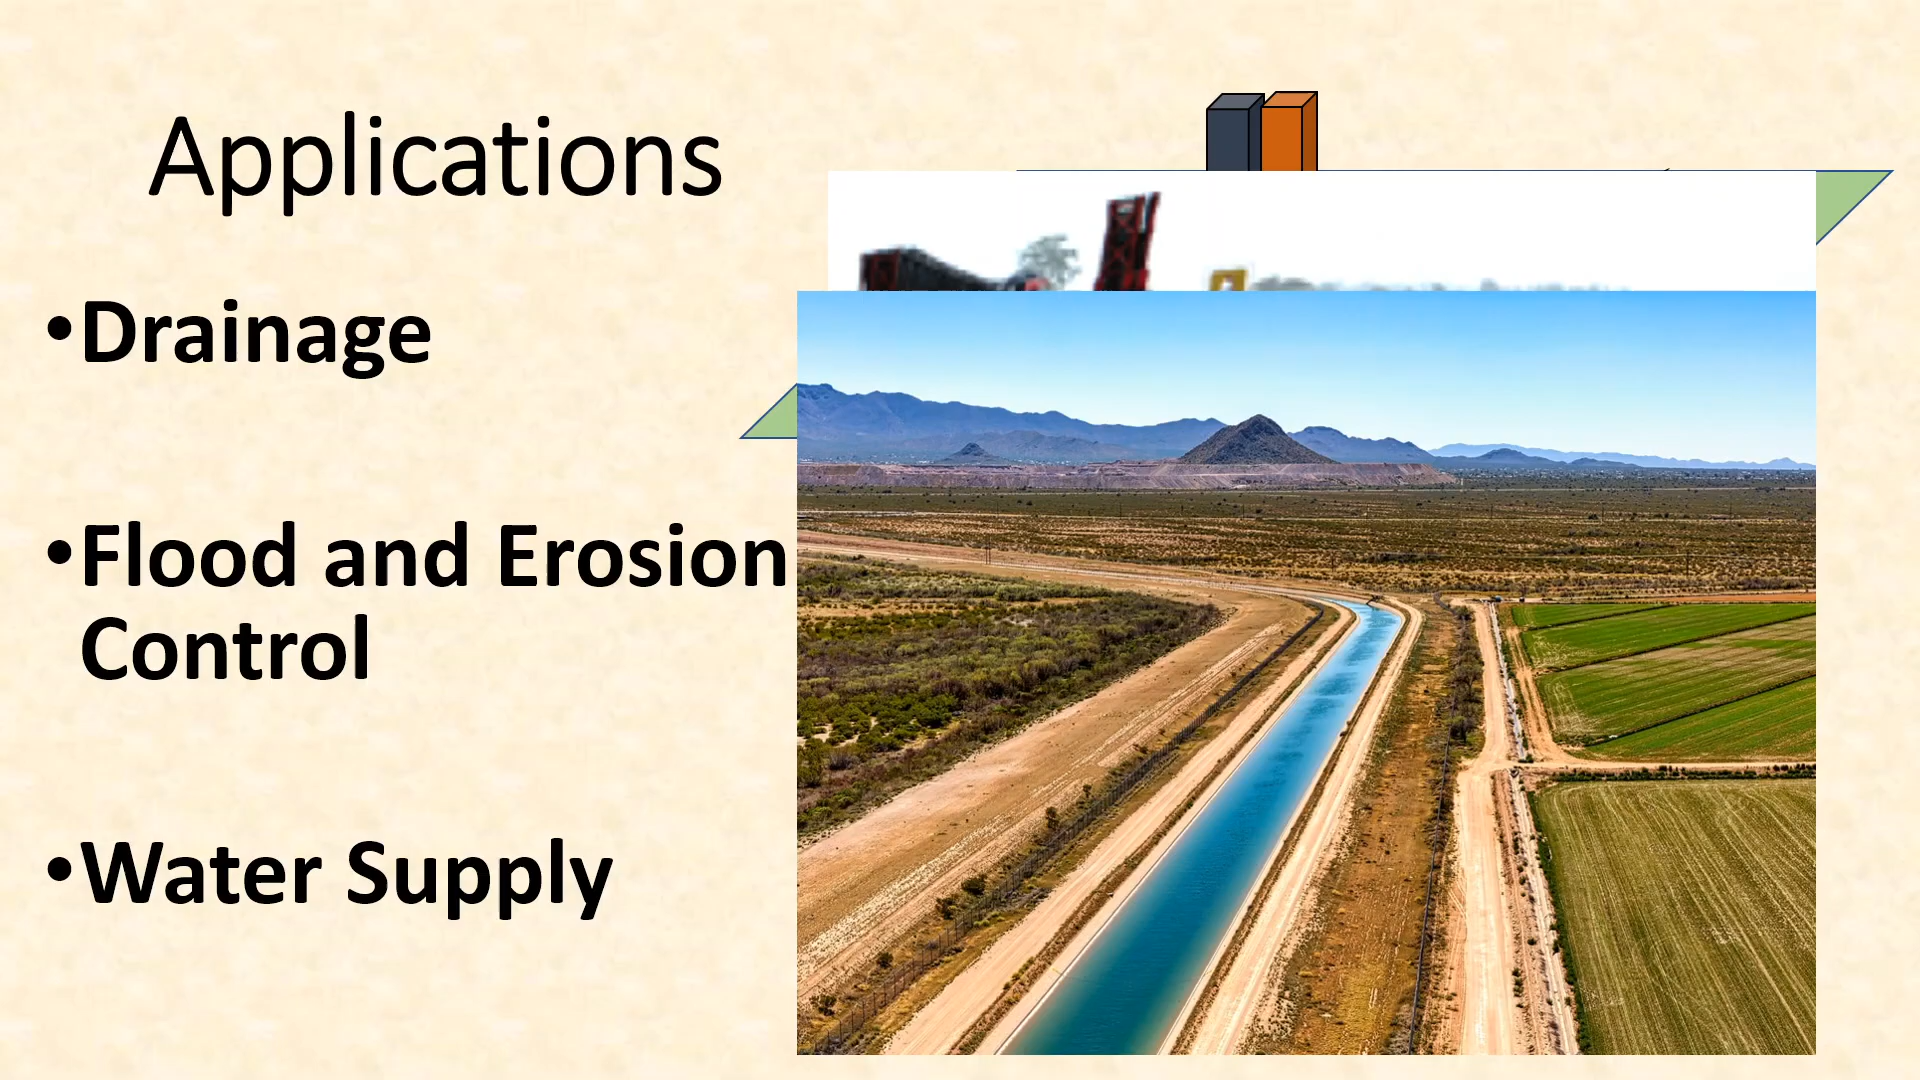 Applications
•Drainage
•Flood and Erosion
Control
•Water Supply